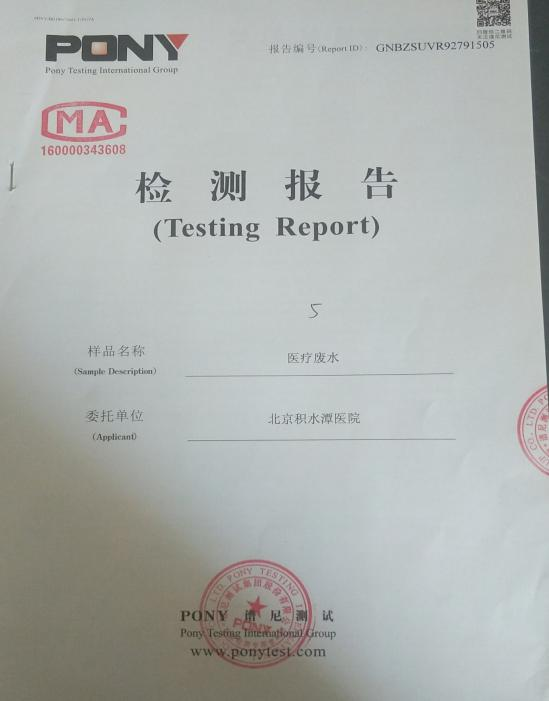 PONY
Pony Testing International Group
报告编号(Report ID): GNBZSUVR92791505
MA
160000343608
检测报告
(Testing Report)
5
样品名称
(Sample Description)
医疗废水
委托单位
(Applicant)
北京积水潭医院
PONY 谱尼测试
Pony Testing International Group
www.ponytest.com